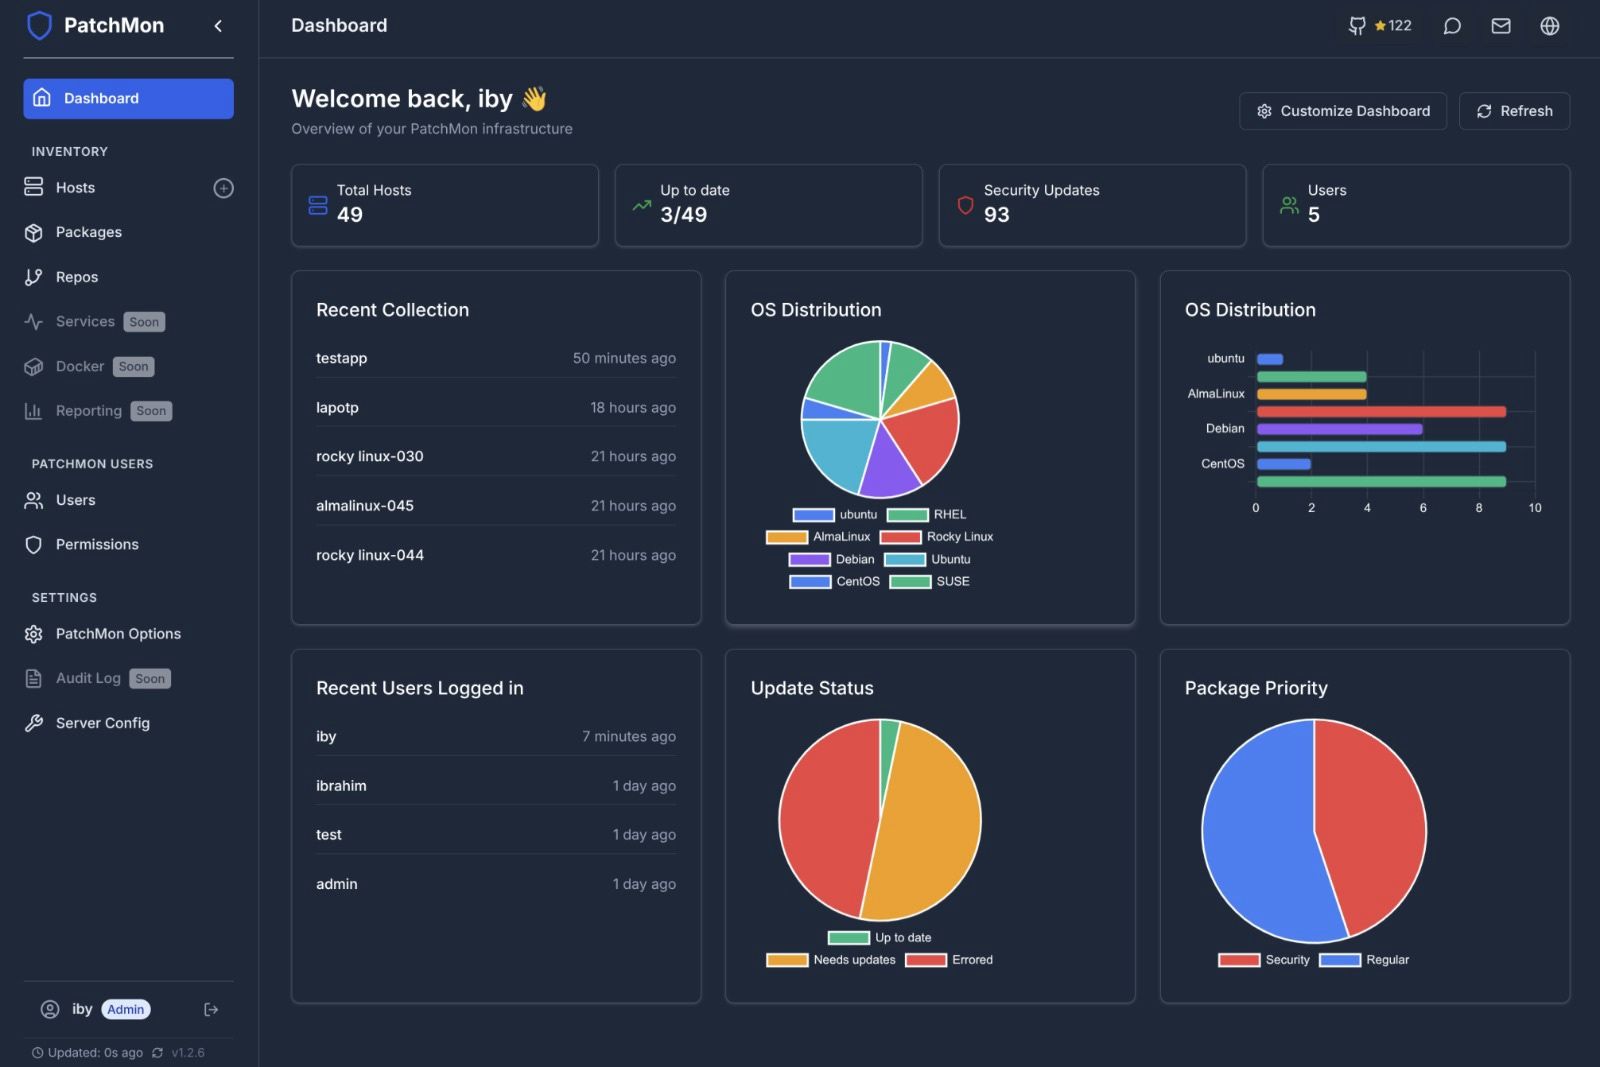 PatchMon
Dashboard
122
Dashboard
INVENTORY
Hosts
Packages
Repos
Services Soon
Docker Soon
Reporting Soon
PATCHMON USERS
Users
Permissions
SETTINGS
PatchMon Options
Audit Log Soon
Server Config
iby Admin
Updated: 0s ago v1.2.6
Welcome back, iby 👋
Overview of your PatchMon infrastructure
Customize Dashboard
Refresh
Total Hosts
49
Up to date
3/49
Security Updates
93
Users
5
Recent Collection
testapp 50 minutes ago
lapotp 18 hours ago
rocky linux-030 21 hours ago
almalinux-045 21 hours ago
rocky linux-044 21 hours ago
OS Distribution
ubuntu RHEL
AlmaLinux Rocky Linux
Debian Ubuntu
CentOS SUSE
OS Distribution
ubuntu
AlmaLinux
Debian
CentOS
0 2 4 6 8 10
Recent Users Logged in
iby 7 minutes ago
ibrahim 1 day ago
test 1 day ago
admin 1 day ago
Update Status
Up to date
Needs updates Errored
Package Priority
Security Regular